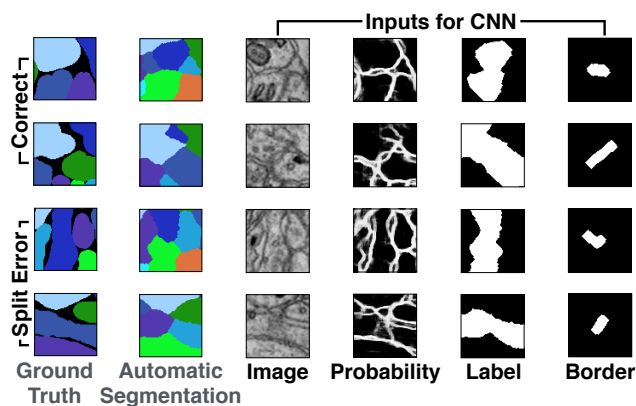 Inputs for CNN
Correct
Split Error
Ground Truth
Automatic Segmentation
Image
Probability
Label
Border